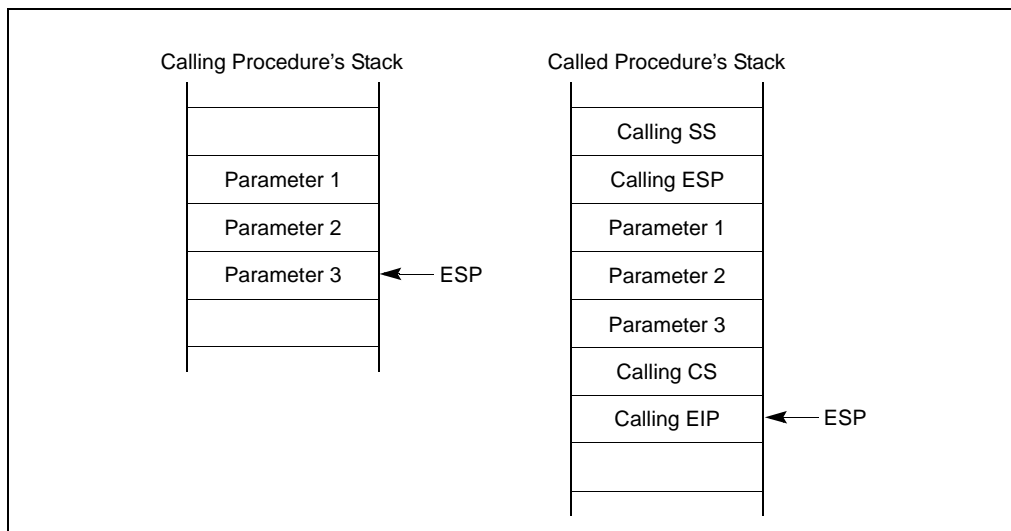 Calling Procedure's Stack
Parameter 1
Parameter 2
Parameter 3
ESP
Called Procedure's Stack
Calling SS
Calling ESP
Parameter 1
Parameter 2
Parameter 3
Calling CS
Calling EIP
ESP